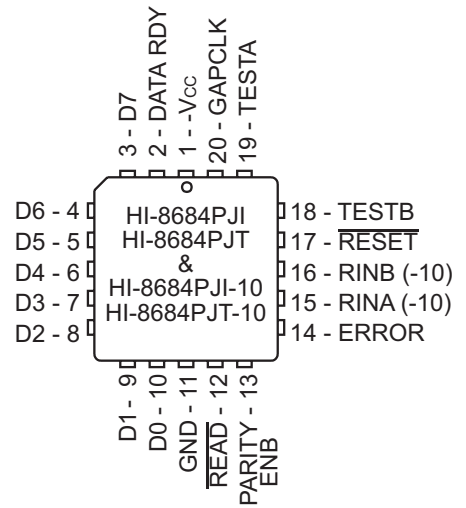 3 - D7
2 - DATA RDY
1 - -Vcc
20 - GAPCLK
19 - TESTA
D6 - 4
D5 - 5
D4 - 6
D3 - 7
D2 - 8
HI-8684PJI
HI-8684PJT
&
HI-8684PJI-10
HI-8684PJT-10
18 - TESTB
17 - RESET
16 - RINB (-10)
15 - RINA (-10)
14 - ERROR
D1- 9
D0 - 10
GND - 11
READ - 12
PARITY - 13
ENB